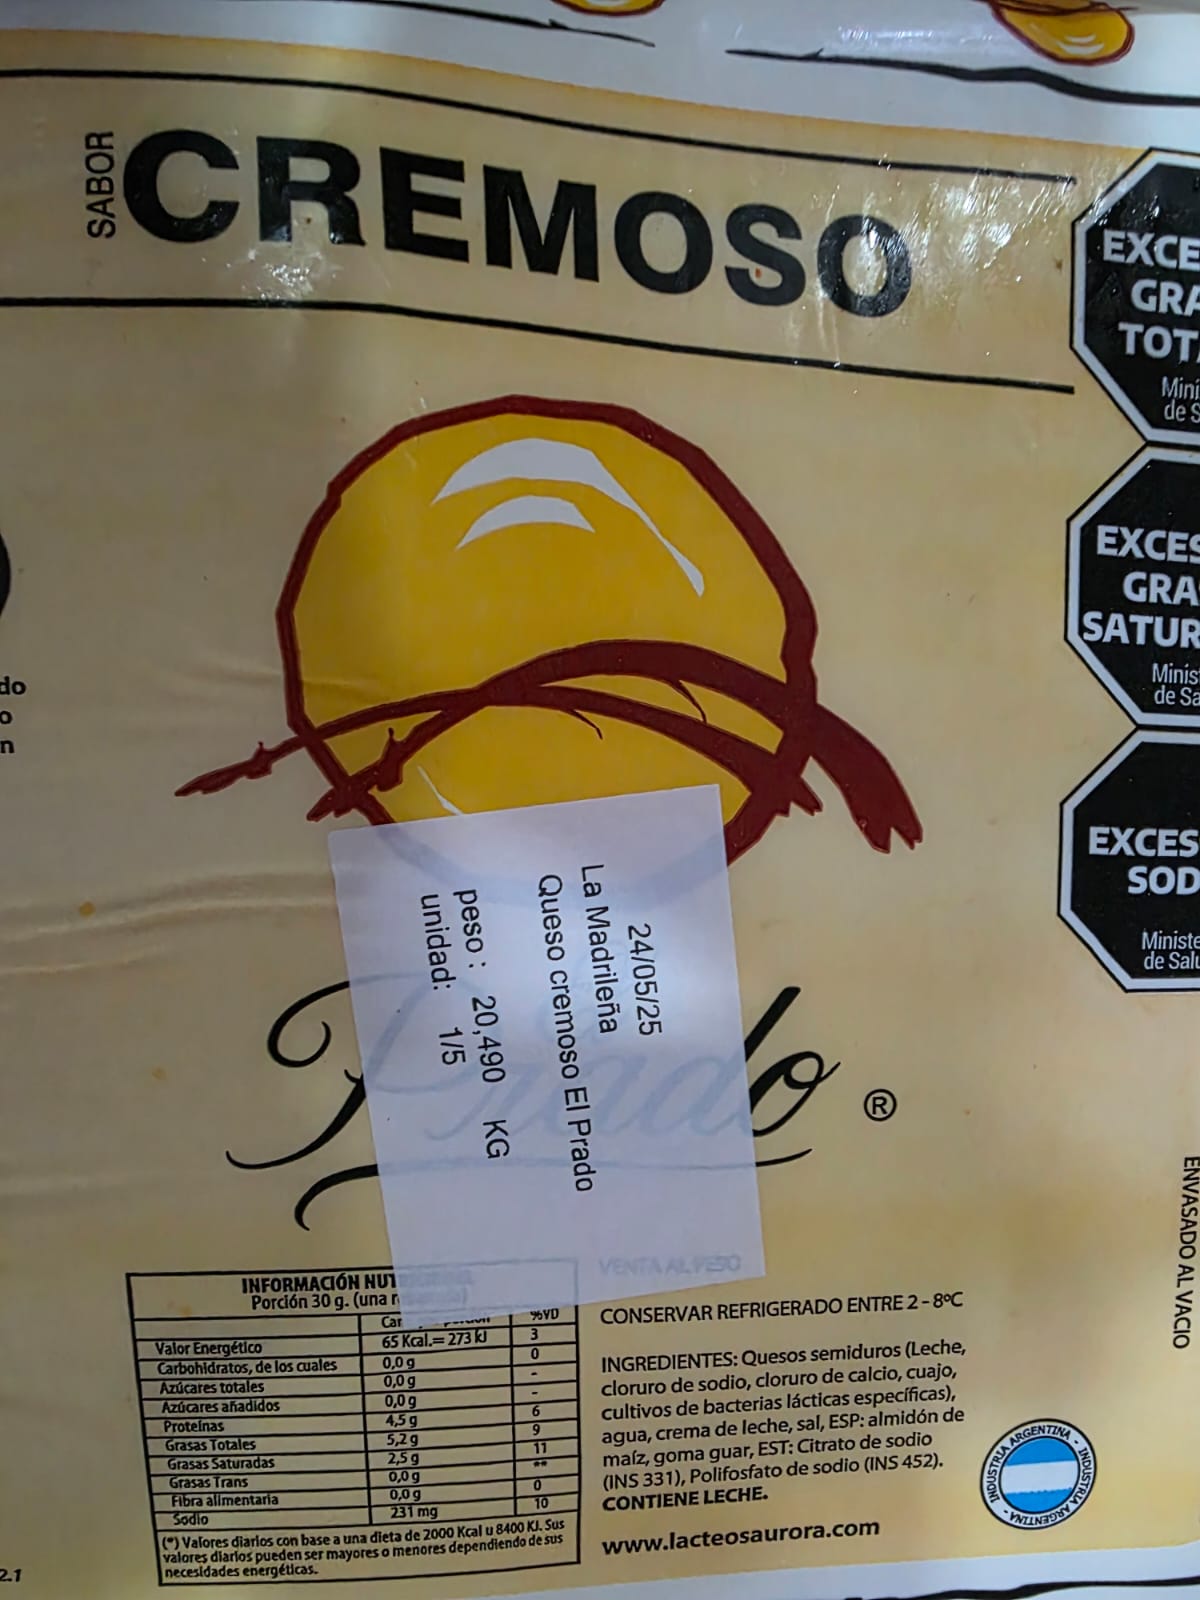 SABOR
CREMOSO
EXCE
GRA
TOT
Mini
de S
EXCES
GRA
SATUR
Minis
de Sa
EXCES
SOD
Ministe
de Salu
do
o
n
24/05/25
La Madrileña
Queso cremoso El Prado
peso : 20,490 KG
unidad: 1/5
Prado ®
VENTA AL PESO
ENVASADO AL VACIO
INFORMACIÓN NUT
Porción 30 g. (una r
Can %VD
Valor Energético 65 Kcal.= 273 kJ 3
Carbohidratos, de los cuales 0,0 g 0
Azúcares totales 0,0 g -
Azúcares añadidos 0,0 g -
Proteínas 4,5 g 6
Grasas Totales 5,2 g 9
Grasas Saturadas 2,5 g 11
Grasas Trans 0,0 g **
Fibra alimentaria 0,0 g 0
Sodio 231 mg 10
(*) Valores diarios con base a una dieta de 2000 Kcal u 8400 KJ. Sus
valores diarios pueden ser mayores o menores dependiendo de sus
necesidades energéticas.
CONSERVAR REFRIGERADO ENTRE 2 - 8ºC
INGREDIENTES: Quesos semiduros (Leche,
cloruro de sodio, cloruro de calcio, cuajo,
cultivos de bacterias lácticas específicas),
agua, crema de leche, sal, ESP: almidón de
maíz, goma guar, EST: Citrato de sodio
(INS 331), Polifosfato de sodio (INS 452).
CONTIENE LECHE.
www.lacteosaurora.com
INDUSTRIA ARGENTINA - INDUSTRIA ARGENTINA -
2.1